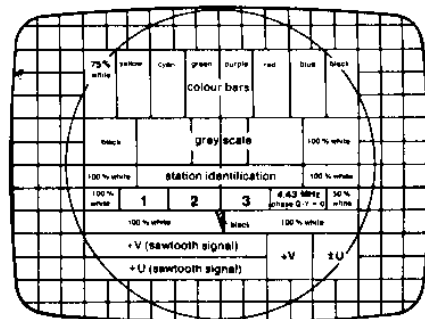 75% white yellow cyan green purple red blue black
colour bars
black grey scale 100% white
100% white station identification 100% white
100% white 1 2 3 4.43 MHz phase G-Y = 0 50% white
100% white black 100% white
+V (sawtooth signal)
+V ±U
+U (sawtooth signal)